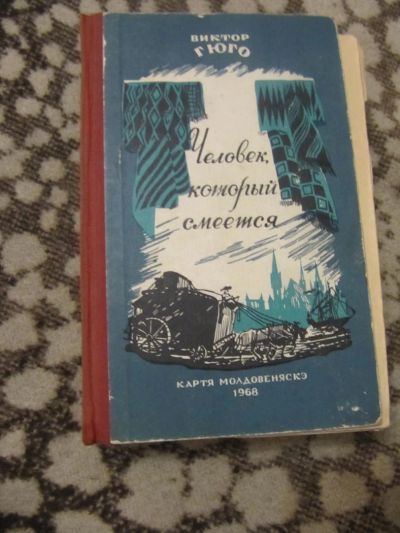 ВИКТОР
ГЮГО
Человек,
который
смеется
КАРТЯ МОЛДОВЕНЯСКЭ
1968